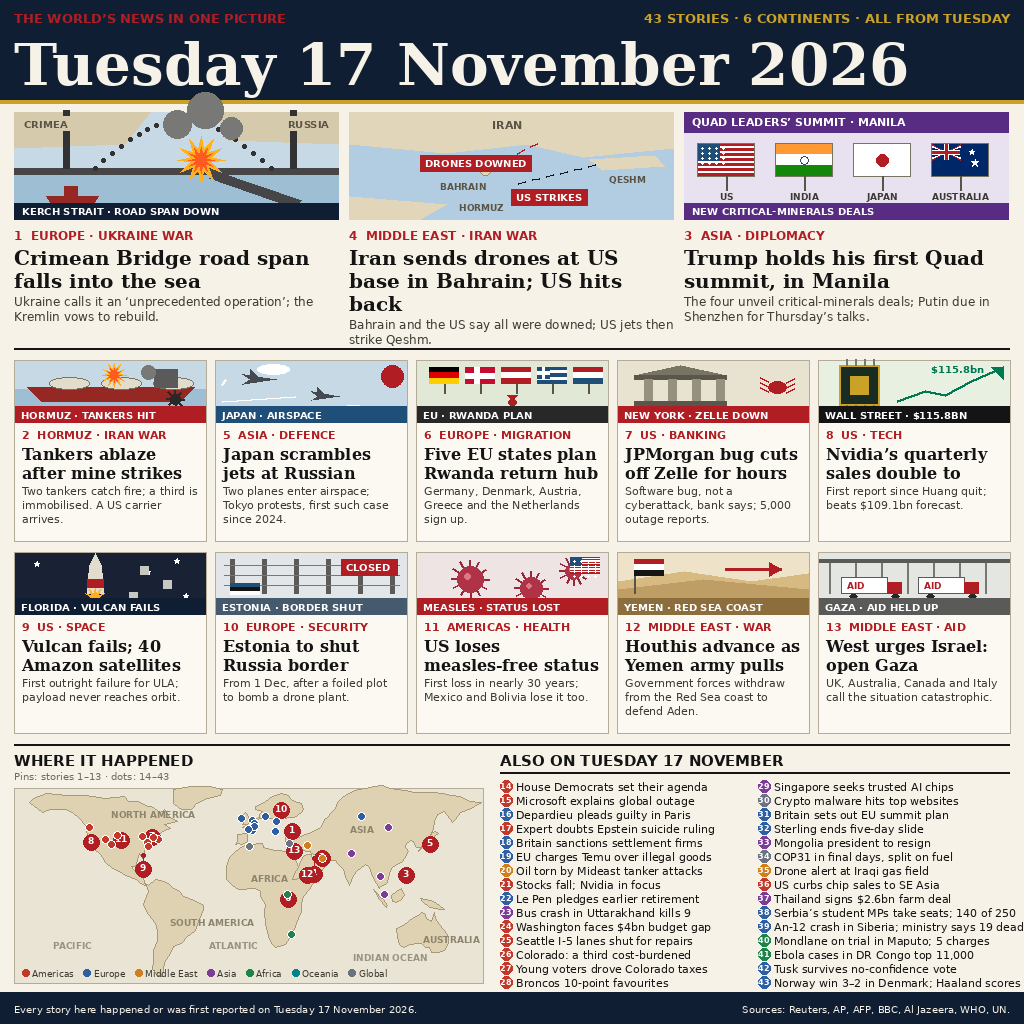 THE WORLD'S NEWS IN ONE PICTURE
43 STORIES · 6 CONTINENTS · ALL FROM TUESDAY
Tuesday 17 November 2026
CRIMEA
RUSSIA
KERCH STRAIT · ROAD SPAN DOWN
1 EUROPE · UKRAINE WAR
Crimean Bridge road span
falls into the sea
Ukraine calls it an ‘unprecedented operation’; the
Kremlin vows to rebuild.
IRAN
DRONES DOWNED
BAHRAIN
QESHM
US STRIKES
HORMUZ
4 MIDDLE EAST · IRAN WAR
Iran sends drones at US
base in Bahrain; US hits
back
Bahrain and the US say all were downed; US jets then
strike Qeshm.
QUAD LEADERS’ SUMMIT · MANILA
US
INDIA
JAPAN
AUSTRALIA
NEW CRITICAL-MINERALS DEALS
3 ASIA · DIPLOMACY
Trump holds his first Quad
summit, in Manila
The four unveil critical-minerals deals; Putin due in
Shenzhen for Thursday’s talks.
HORMUZ · TANKERS HIT
2 HORMUZ · IRAN WAR
Tankers ablaze
after mine strikes
Two tankers catch fire; a third is
immobilised. A US carrier
arrives.
JAPAN · AIRSPACE
5 ASIA · DEFENCE
Japan scrambles
jets at Russian
Two planes enter airspace;
Tokyo protests, first such case
since 2024.
EU · RWANDA PLAN
6 EUROPE · MIGRATION
Five EU states plan
Rwanda return hub
Germany, Denmark, Austria,
Greece and the Netherlands
sign up.
NEW YORK · ZELLE DOWN
7 US · BANKING
JPMorgan bug cuts
off Zelle for hours
Software bug, not a
cyberattack, bank says; 5,000
outage reports.
$115.8bn
WALL STREET · $115.8BN
8 US · TECH
Nvidia’s quarterly
sales double to
First report since Huang quit;
beats $109.1bn forecast.
FLORIDA · VULCAN FAILS
9 US · SPACE
Vulcan fails; 40
Amazon satellites
First outright failure for ULA;
payload never reaches orbit.
CLOSED
ESTONIA · BORDER SHUT
10 EUROPE · SECURITY
Estonia to shut
Russia border
From 1 Dec, after a foiled plot
to bomb a drone plant.
MEASLES · STATUS LOST
11 AMERICAS · HEALTH
US loses
measles-free status
First loss in nearly 30 years;
Mexico and Bolivia lose it too.
YEMEN · RED SEA COAST
12 MIDDLE EAST · WAR
Houthis advance as
Yemen army pulls
Government forces withdraw
from the Red Sea coast to
defend Aden.
AID
AID
GAZA · AID HELD UP
13 MIDDLE EAST · AID
West urges Israel:
open Gaza
UK, Australia, Canada and Italy
call the situation catastrophic.
WHERE IT HAPPENED
Pins: stories 1–13 · dots: 14–43
NORTH AMERICA
ASIA
AFRICA
SOUTH AMERICA
AUSTRALIA
PACIFIC
ATLANTIC
INDIAN OCEAN
10
1
8
13
5
9
12
3
Americas
Europe
Middle East
Asia
Africa
Oceania
Global
ALSO ON TUESDAY 17 NOVEMBER
14 House Democrats set their agenda
15 Microsoft explains global outage
16 Depardieu pleads guilty in Paris
17 Expert doubts Epstein suicide ruling
18 Britain sanctions settlement firms
19 EU charges Temu over illegal goods
20 Oil torn by Mideast tanker attacks
21 Stocks fall; Nvidia in focus
22 Le Pen pledges earlier retirement
23 Bus crash in Uttarakhand kills 9
24 Washington faces $4bn budget gap
25 Seattle I-5 lanes shut for repairs
26 Colorado: a third cost-burdened
27 Young voters drove Colorado taxes
28 Broncos 10-point favourites
29 Singapore seeks trusted AI chips
30 Crypto malware hits top websites
31 Britain sets out EU summit plan
32 Sterling ends five-day slide
33 Mongolia president to resign
34 COP31 in final days, split on fuel
35 Drone alert at Iraqi gas field
36 US curbs chip sales to SE Asia
37 Thailand signs $2.6bn farm deal
38 Serbia’s student MPs take seats; 140 of 250
39 An-12 crash in Siberia; ministry says 19 dead
40 Mondlane on trial in Maputo; 5 charges
41 Ebola cases in DR Congo top 11,000
42 Tusk survives no-confidence vote
43 Norway win 3–2 in Denmark; Haaland scores
Every story here happened or was first reported on Tuesday 17 November 2026.
Sources: Reuters, AP, AFP, BBC, Al Jazeera, WHO, UN.